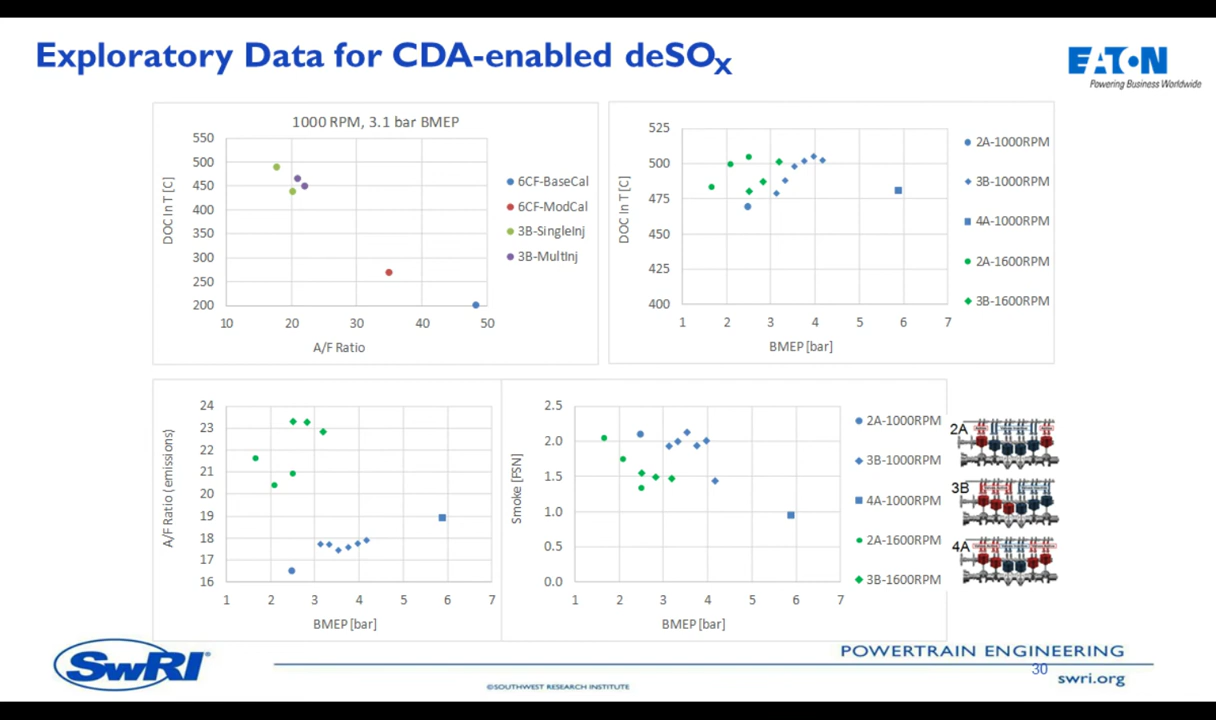 Exploratory Data for CDA-enabled deSOX
EATON
Powering Business Worldwide
1000 RPM, 3.1 bar BMEP
DOC In T [C]
550
500
450
400
350
300
250
200
10 20 30 40 50
A/F Ratio
6CF-BaseCal
6CF-ModCal
3B-SingleInj
3B-MultInj
DOC In T [C]
525
500
475
450
425
400
1 2 3 4 5 6 7
BMEP [bar]
2A-1000RPM
3B-1000RPM
4A-1000RPM
2A-1600RPM
3B-1600RPM
A/F Ratio (emissions)
24
23
22
21
20
19
18
17
16
1 2 3 4 5 6 7
BMEP [bar]
Smoke [FSN]
2.5
2.0
1.5
1.0
0.5
0.0
1 2 3 4 5 6 7
BMEP [bar]
2A-1000RPM
3B-1000RPM
4A-1000RPM
2A-1600RPM
3B-1600RPM
2A
3B
4A
SwRI
POWERTRAIN ENGINEERING
30
swri.org
©SOUTHWEST RESEARCH INSTITUTE